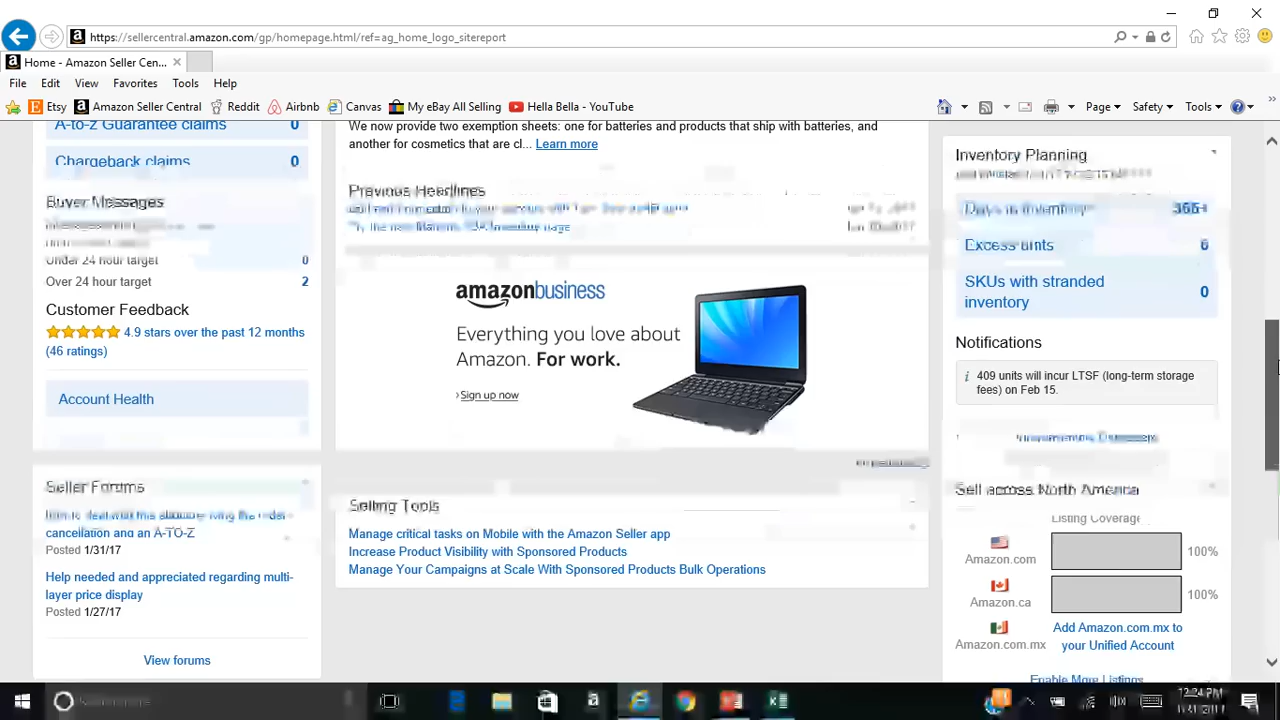 https://sellercentral.amazon.com/gp/homepage.html/ref=ag_home_logo_sitereport
Home - Amazon Seller Cen...
File Edit View Favorites Tools Help
Etsy Amazon Seller Central Reddit Airbnb Canvas My eBay All Selling Hella Bella - YouTube
Page Safety Tools
A-to-z Guarantee claims 0
Chargeback claims 0
Buyer Messages
Under 24 hour target 0
Over 24 hour target 2
Customer Feedback
4.9 stars over the past 12 months
(46 ratings)
Account Health
Seller Forums
cancellation and an A-TO-Z
Posted 1/31/17
Help needed and appreciated regarding multi-
layer price display
Posted 1/27/17
View forums
We now provide two exemption sheets: one for batteries and products that ship with batteries, and
another for cosmetics that are cl... Learn more
Previous Headlines
amazonbusiness
Everything you love about
Amazon. For work.
›Sign up now
Selling Tools
Manage critical tasks on Mobile with the Amazon Seller app
Increase Product Visibility with Sponsored Products
Manage Your Campaigns at Scale With Sponsored Products Bulk Operations
Inventory Planning
Days in Inventory
Excess units
SKUs with stranded 0
inventory
Notifications
409 units will incur LTSF (long-term storage
fees) on Feb 15.
Sell across North America
Listing Coverage
Amazon.com 100%
Amazon.ca 100%
Amazon.com.mx
Add Amazon.com.mx to
your Unified Account
Enable More Listings
12:24 PM